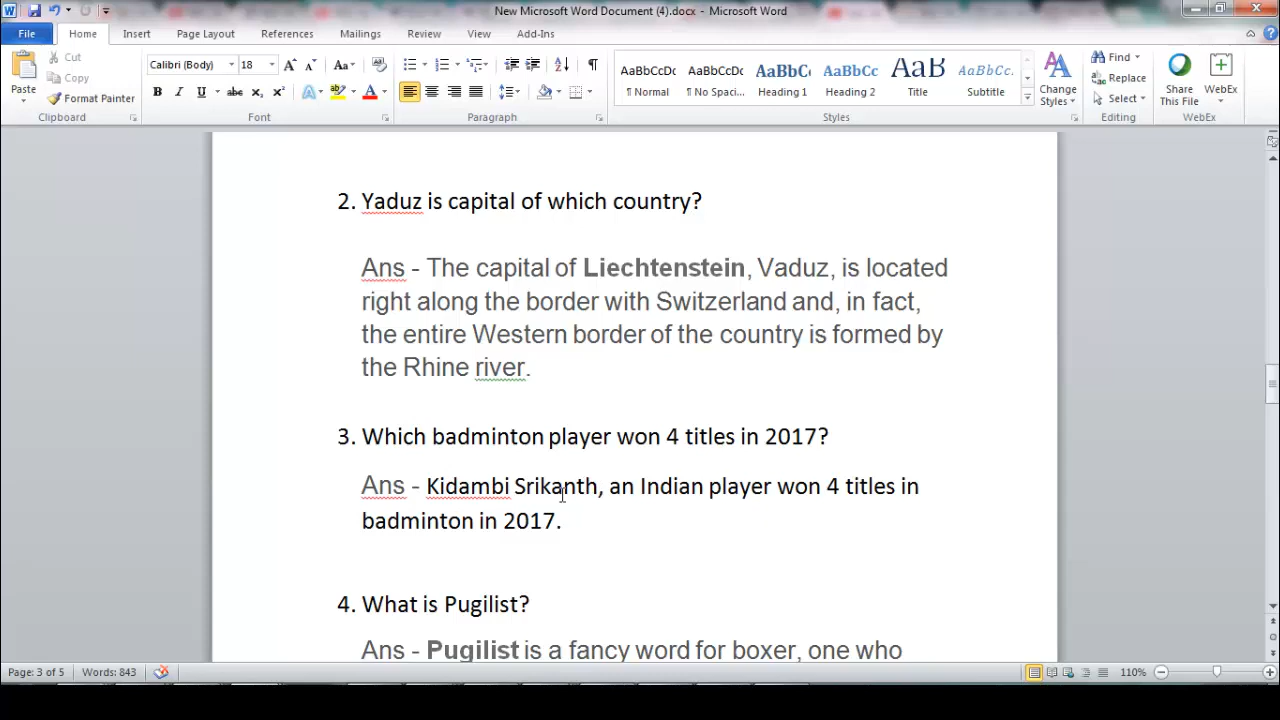 New Microsoft Word Document (4).docx - Microsoft Word
File Home Insert Page Layout References Mailings Review View Add-Ins
Paste
Cut
Copy
Format Painter
Clipboard
Calibri (Body) 18
Font
Paragraph
AaBbCcDc AaBbCcDc AaBbC AaBbCc AaB AaBbCc.
¶ Normal ¶ No Spaci... Heading 1 Heading 2 Title Subtitle
Styles
Change Styles
Find
Replace
Select
Editing
Share This File
WebEx
WebEx
2. Yaduz is capital of which country?
Ans - The capital of Liechtenstein, Vaduz, is located
right along the border with Switzerland and, in fact,
the entire Western border of the country is formed by
the Rhine river.
3. Which badminton player won 4 titles in 2017?
Ans - Kidambi Srikanth, an Indian player won 4 titles in
badminton in 2017.
4. What is Pugilist?
Ans - Pugilist is a fancy word for boxer, one who
Page: 3 of 5 Words: 843 110%